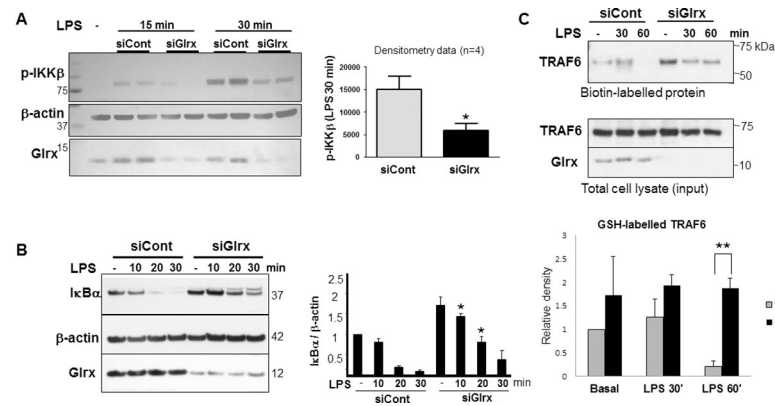 A
LPS - 15 min 30 min
siCont siGlrx siCont siGlrx
p-IKKβ
75
β-actin
37
Glrx 15
Densitometry data (n=4)
p-IKKβ (LPS30 min)
20000
15000
10000
5000
0
*
siCont siGlrx
B
siCont siGlrx
LPS - 10 20 30 - 10 20 30 min
IκBα 37
β-actin 42
Glrx 12
IκBα / β-actin
2.5
2
1.5
1
0.5
* *
LPS - 10 20 30 - 10 20 30 min
siCont siGlrx
C
siCont siGlrx
LPS - 30 60 - 30 60 min
TRAF6
75 kDa
50
Biotin-labelled protein
TRAF6 75
Glrx 10
Total cell lysate (input)
GSH-labelled TRAF6
Relative density
3
2.5
2
1.5
1
0.5
0
**
Basal LPS 30' LPS 60'